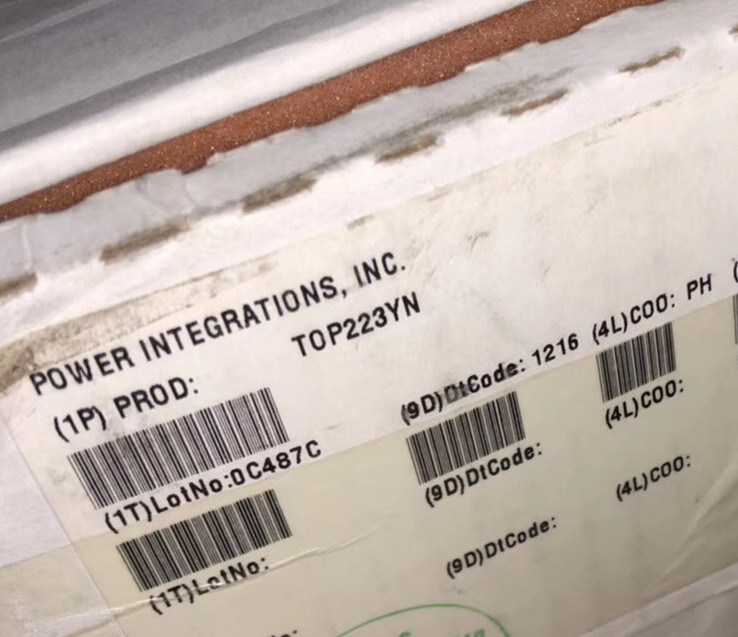 POWER INTEGRATIONS, INC.
(1P) PROD: TOP223YN
(1T)LotNo:0C487C (9D)DtCode: 1216 (4L)COO: PH
(1T)LotNo: (9D)DtCode: (4L)COO:
(9D)DtCode: (4L)COO: